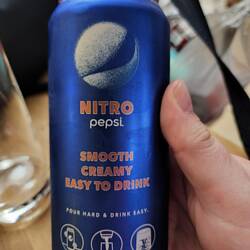 NITRO
pepsi.
SMOOTH
CREAMY
EASY TO DRINK
POUR HARD & DRINK EASY.